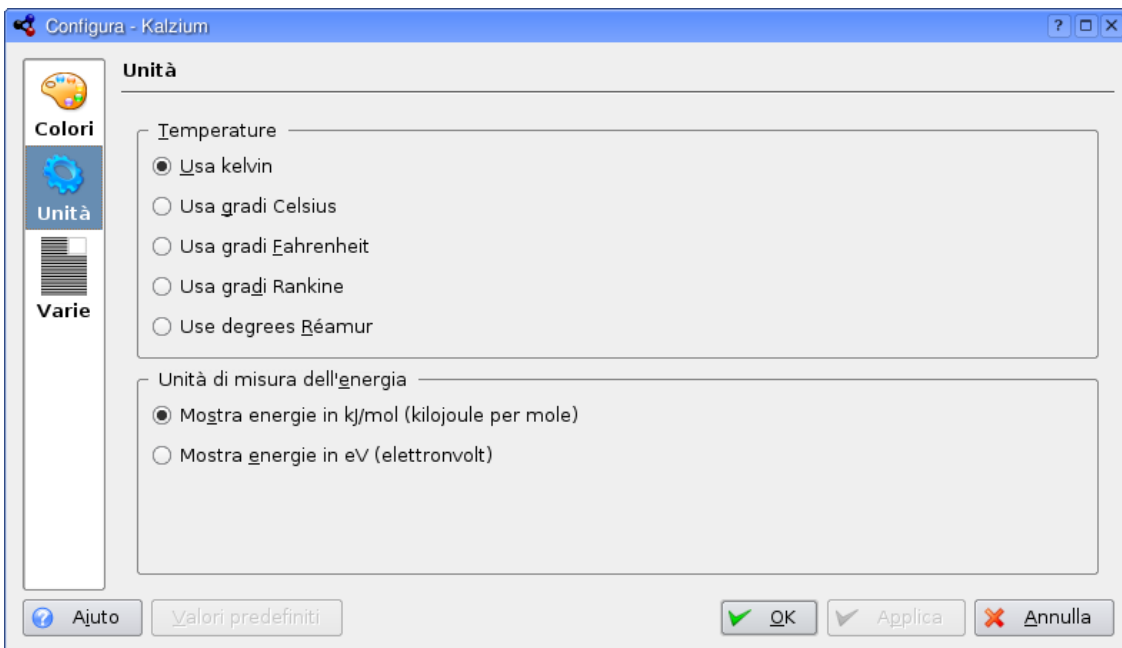 Configura - Kalzium
Colori
Unità
Varie
Unità
Temperature
Usa kelvin
Usa gradi Celsius
Usa gradi Fahrenheit
Usa gradi Rankine
Use degrees Réamur
Unità di misura dell'energia
Mostra energie in kJ/mol (kilojoule per mole)
Mostra energie in eV (elettronvolt)
Aiuto
Valori predefiniti
OK
Applica
Annulla